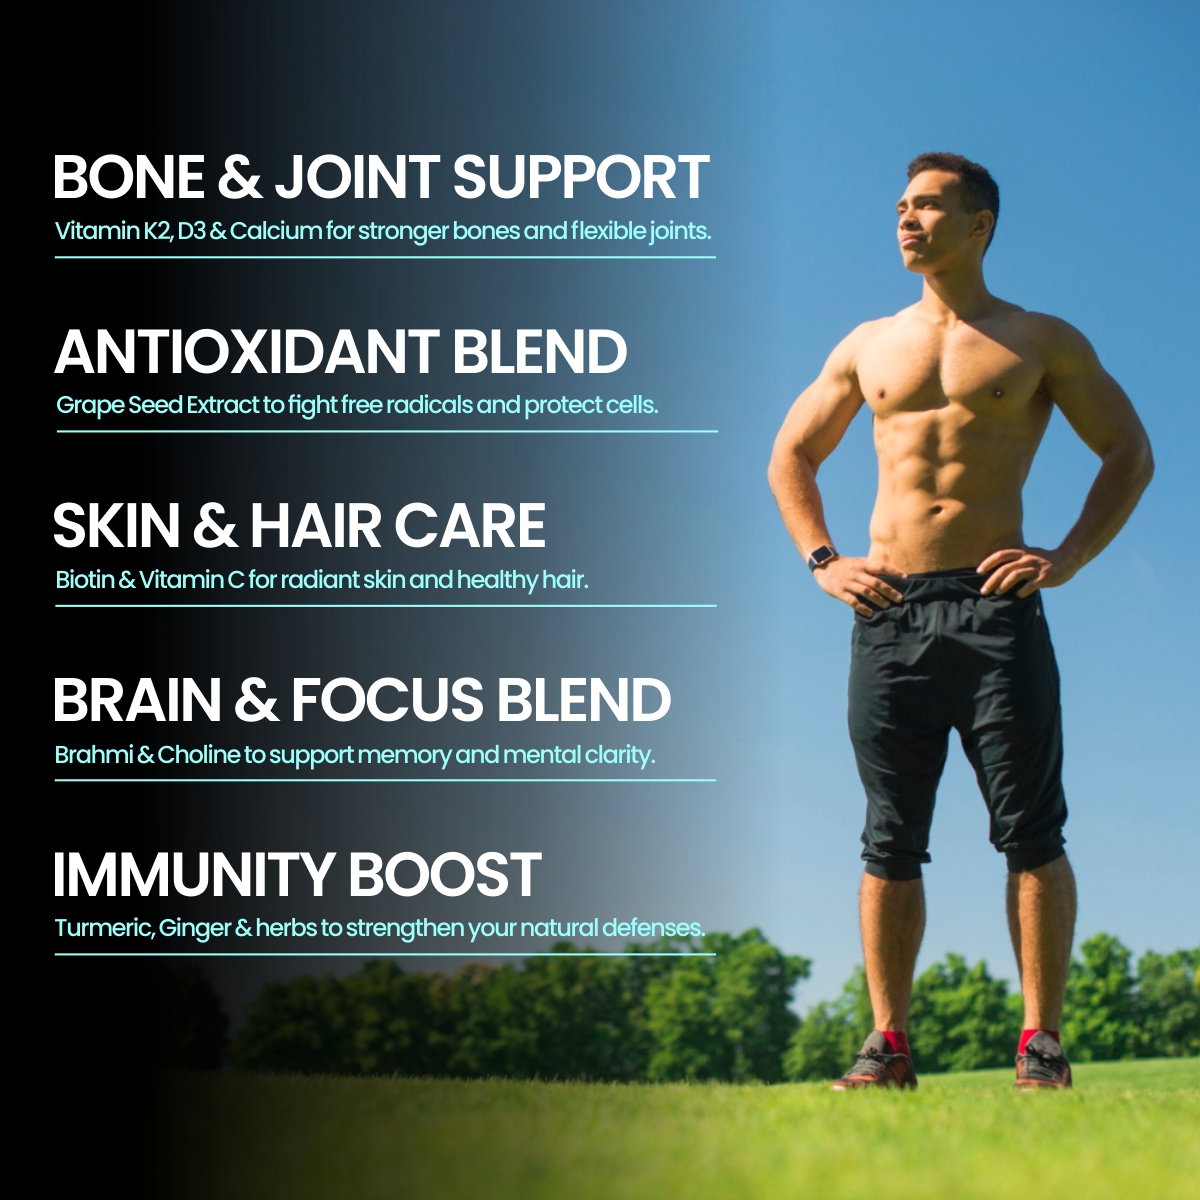 BONE & JOINT SUPPORT
Vitamin K2, D3 & Calcium for stronger bones and flexible joints.
ANTIOXIDANT BLEND
Grape Seed Extract to fight free radicals and protect cells.
SKIN & HAIR CARE
Biotin & Vitamin C for radiant skin and healthy hair.
BRAIN & FOCUS BLEND
Brahmi & Choline to support memory and mental clarity.
IMMUNITY BOOST
Turmeric, Ginger & herbs to strengthen your natural defenses.